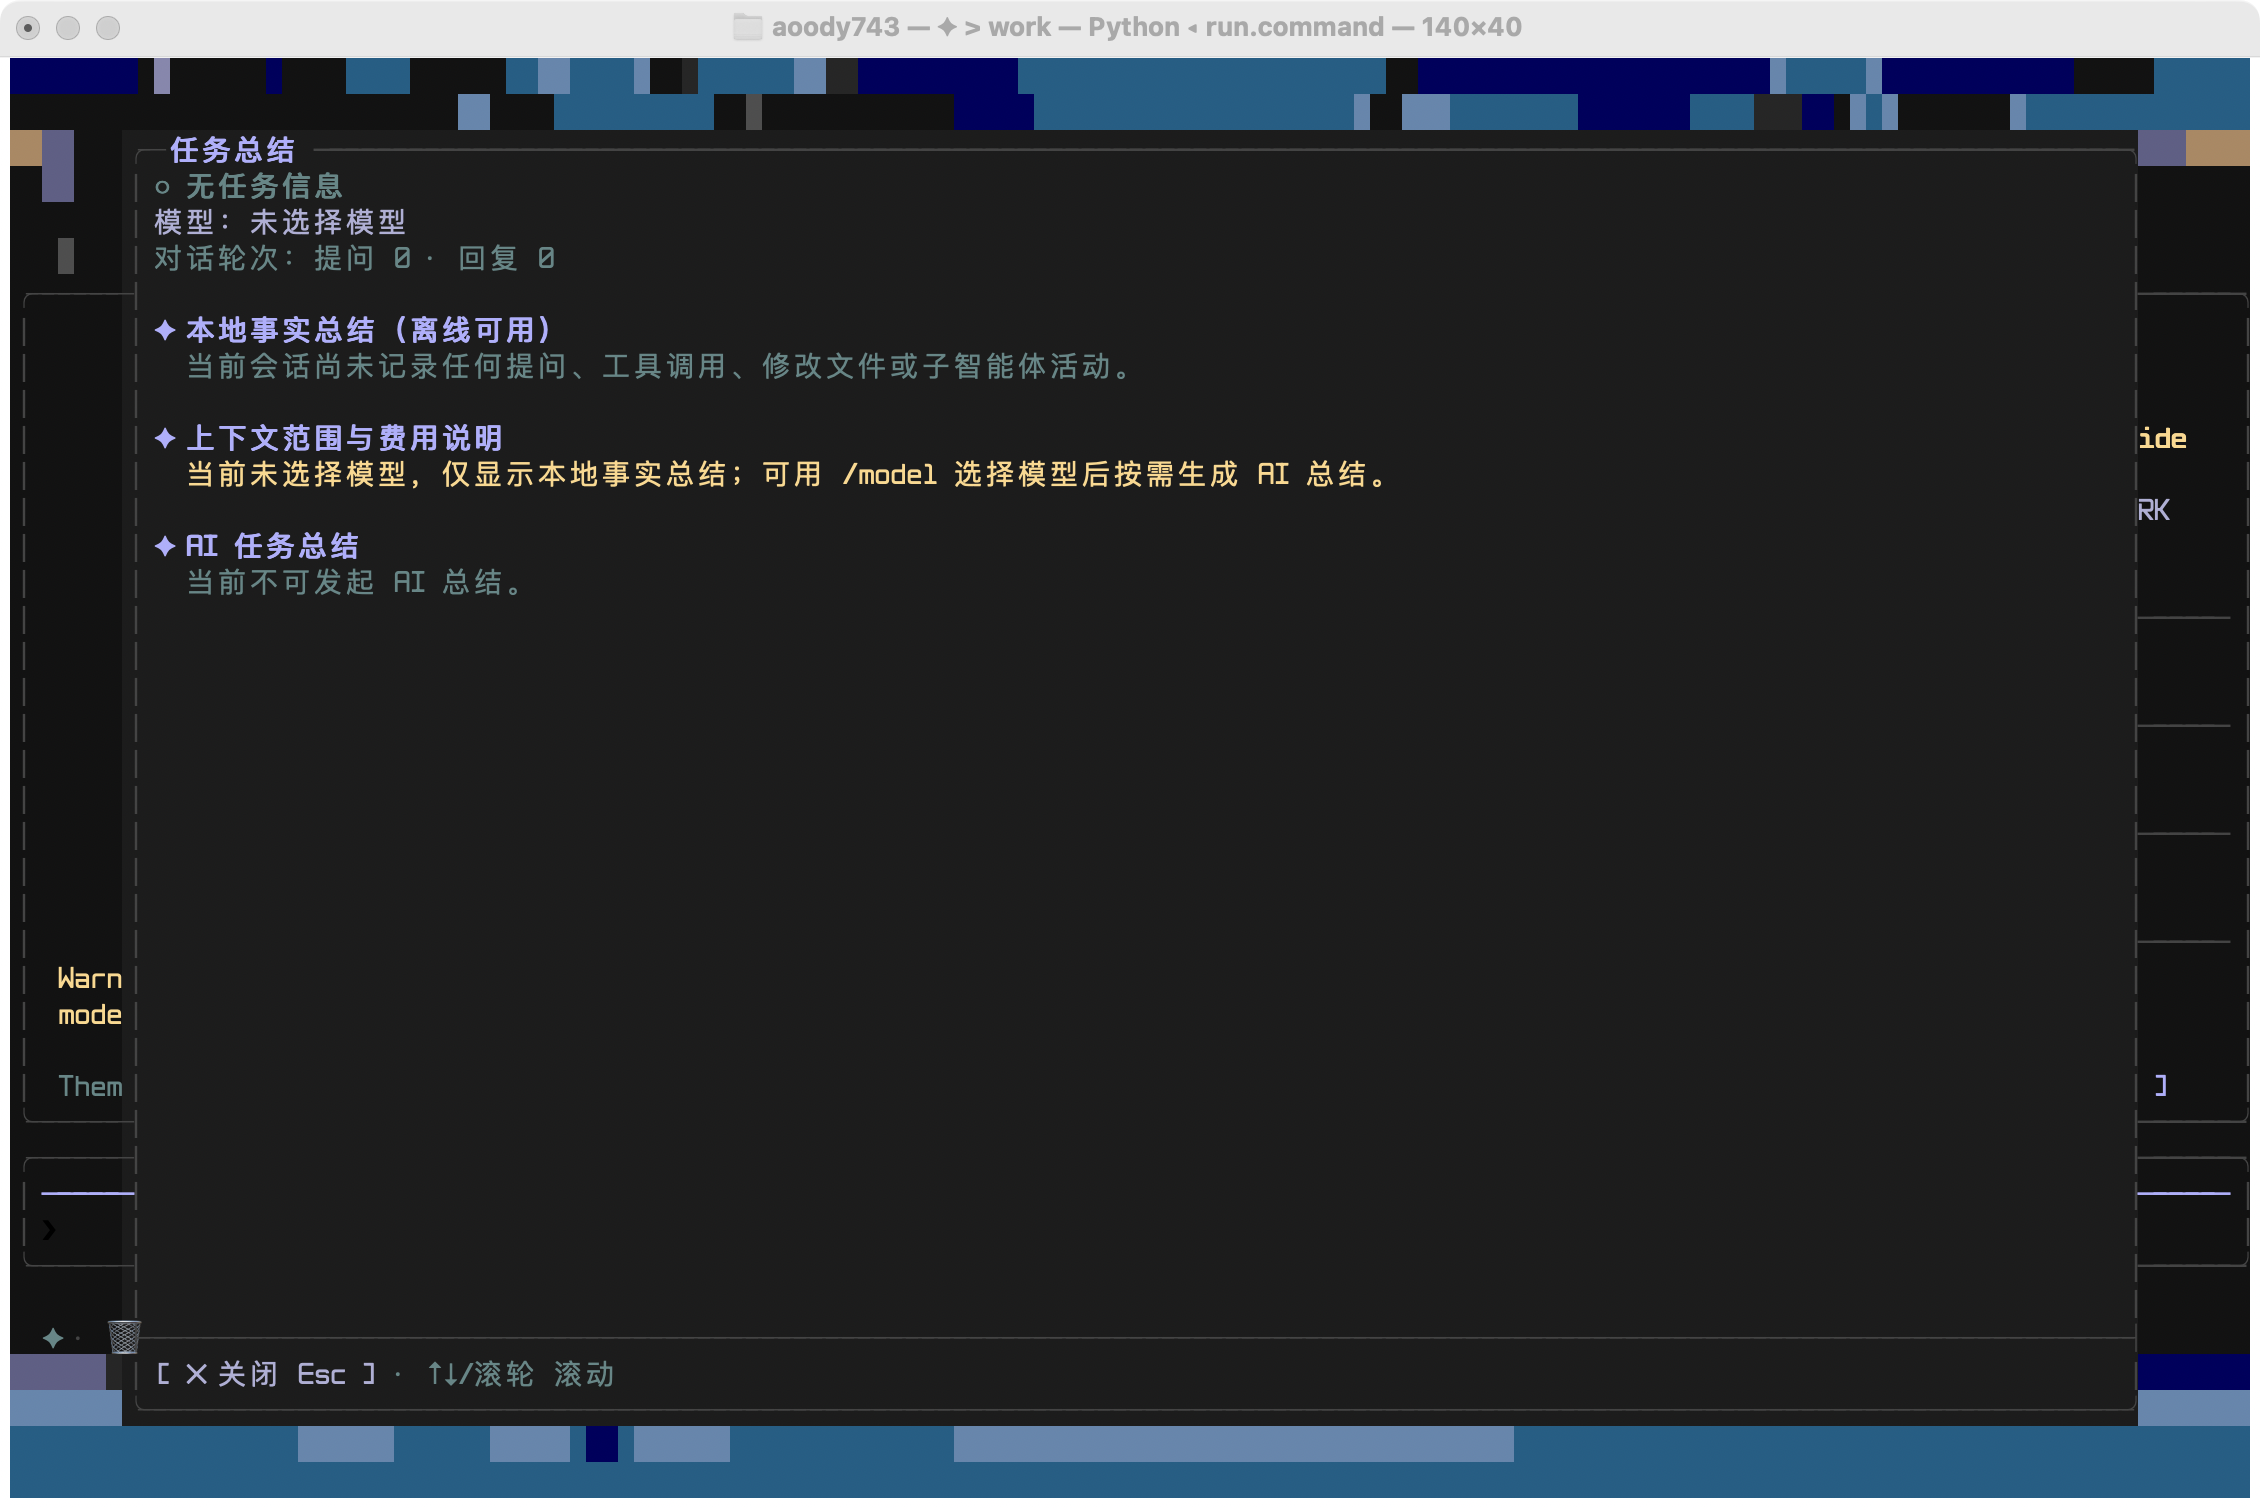 aoody743 — ✦ > work — Python ◂ run.command — 140×40
任务总结
○ 无任务信息
模型：未选择模型
对话轮次：提问 0 · 回复 0
✦ 本地事实总结（离线可用）
当前会话尚未记录任何提问、工具调用、修改文件或子智能体活动。
✦ 上下文范围与费用说明
ide
当前未选择模型，仅显示本地事实总结；可用 /model 选择模型后按需生成 AI 总结。
RK
✦ AI 任务总结
当前不可发起 AI 总结。
Warn
mode
Them
]
❯
✦ ·
[ ✕ 关闭 Esc ] · ↑↓/滚轮 滚动